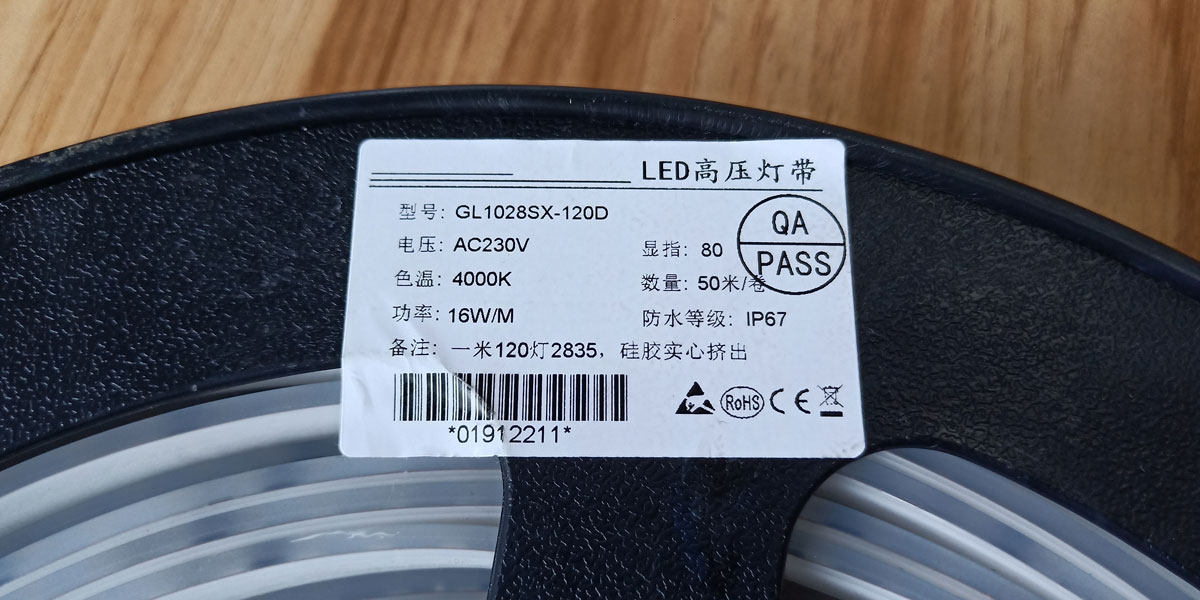 LED高压灯带
型号: GL1028SX-120D
QA
PASS
电压: AC230V
显指: 80
色温: 4000K
数量: 50米/卷
功率: 16W/M
防水等级: IP67
备注: 一米120灯2835，硅胶实心挤出
*01912211*
RoHS
CE